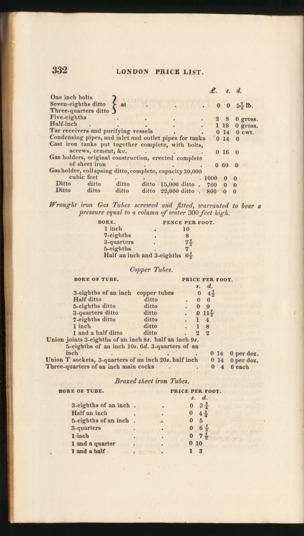 332 LONDON PRICE LIST.
£. s. d.
One inch bolts
Seven-eighths ditto } at 0 0 5½ lb.
Three-quarters ditto
Five-eighths . . . . 2 8 0 gross.
Half-inch . . . . 1 18 0 gross.
Tar receivers and purifying vessels . . 0 14 0 cwt.
Condensing pipes, and inlet and outlet pipes for tanks 0 14 0
Cast iron tanks put together complete, with bolts,
screws, cement, &c. . . . 0 16 0
Gas holders, original construction, erected complete
of sheet iron . . . . 0 60 0
Gas holder, collapsing ditto, complete, capacity 30,000
cubic feet . . . . 1000 0 0
Ditto ditto ditto ditto 15,000 ditto . 700 0 0
Ditto ditto ditto ditto 22,000 ditto . 800 0 0
Wrought iron Gas Tubes screwed and fitted, warranted to bear a
pressure equal to a column of water 300 feet high.
BORE. PENCE PER FOOT.
1 inch . 10
7-eighths . 8
3-quarters . 7½
5-eighths . 7
Half an inch and 3-eighths 6½
Copper Tubes.
BORE OF TUBE. PRICE PER FOOT.
s. d.
3-eighths of an inch copper tubes 0 4½
Half ditto ditto . 0 6
5-eighths ditto ditto . 0 9
3-quarters ditto ditto . 0 11½
7-eighths ditto ditto . 1 4
1 inch ditto . 1 8
1 and a half ditto ditto . 2 2
Union joints 3-eighths of an inch 8s. half an inch 9s.
5-eighths of an inch 10s. 6d. 3-quarters of an
inch 0 14 0 per doz.
Union T sockets, 3-quarters of an inch 20s. half inch 0 14 0 per doz.
Three-quarters of an inch main cocks . 0 4 6 each
Brazed sheet iron Tubes.
BORE OF TUBE. PRICE PER FOOT.
s. d.
3-eighths of an inch . . 0
Half an inch . . 0
5-eighths of an inch . . 0 5
3-quarters . . 0
1 inch . . 0
1 and a quarter . . 0 10
1 and a half . . 1 3